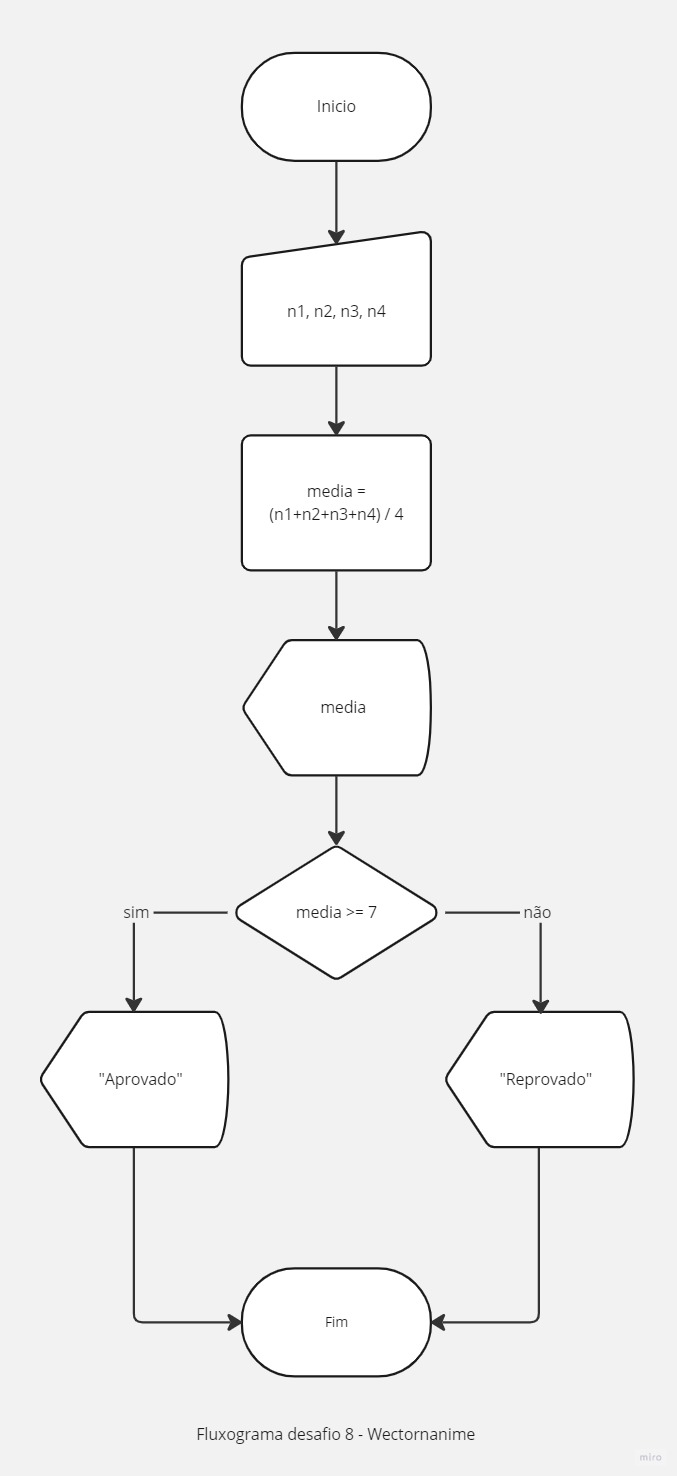 Inicio
n1, n2, n3, n4
media =
(n1+n2+n3+n4) / 4
media
media >= 7
sim
não
"Aprovado"
"Reprovado"
Fim
Fluxograma desafio 8 - Wectornanime
miro